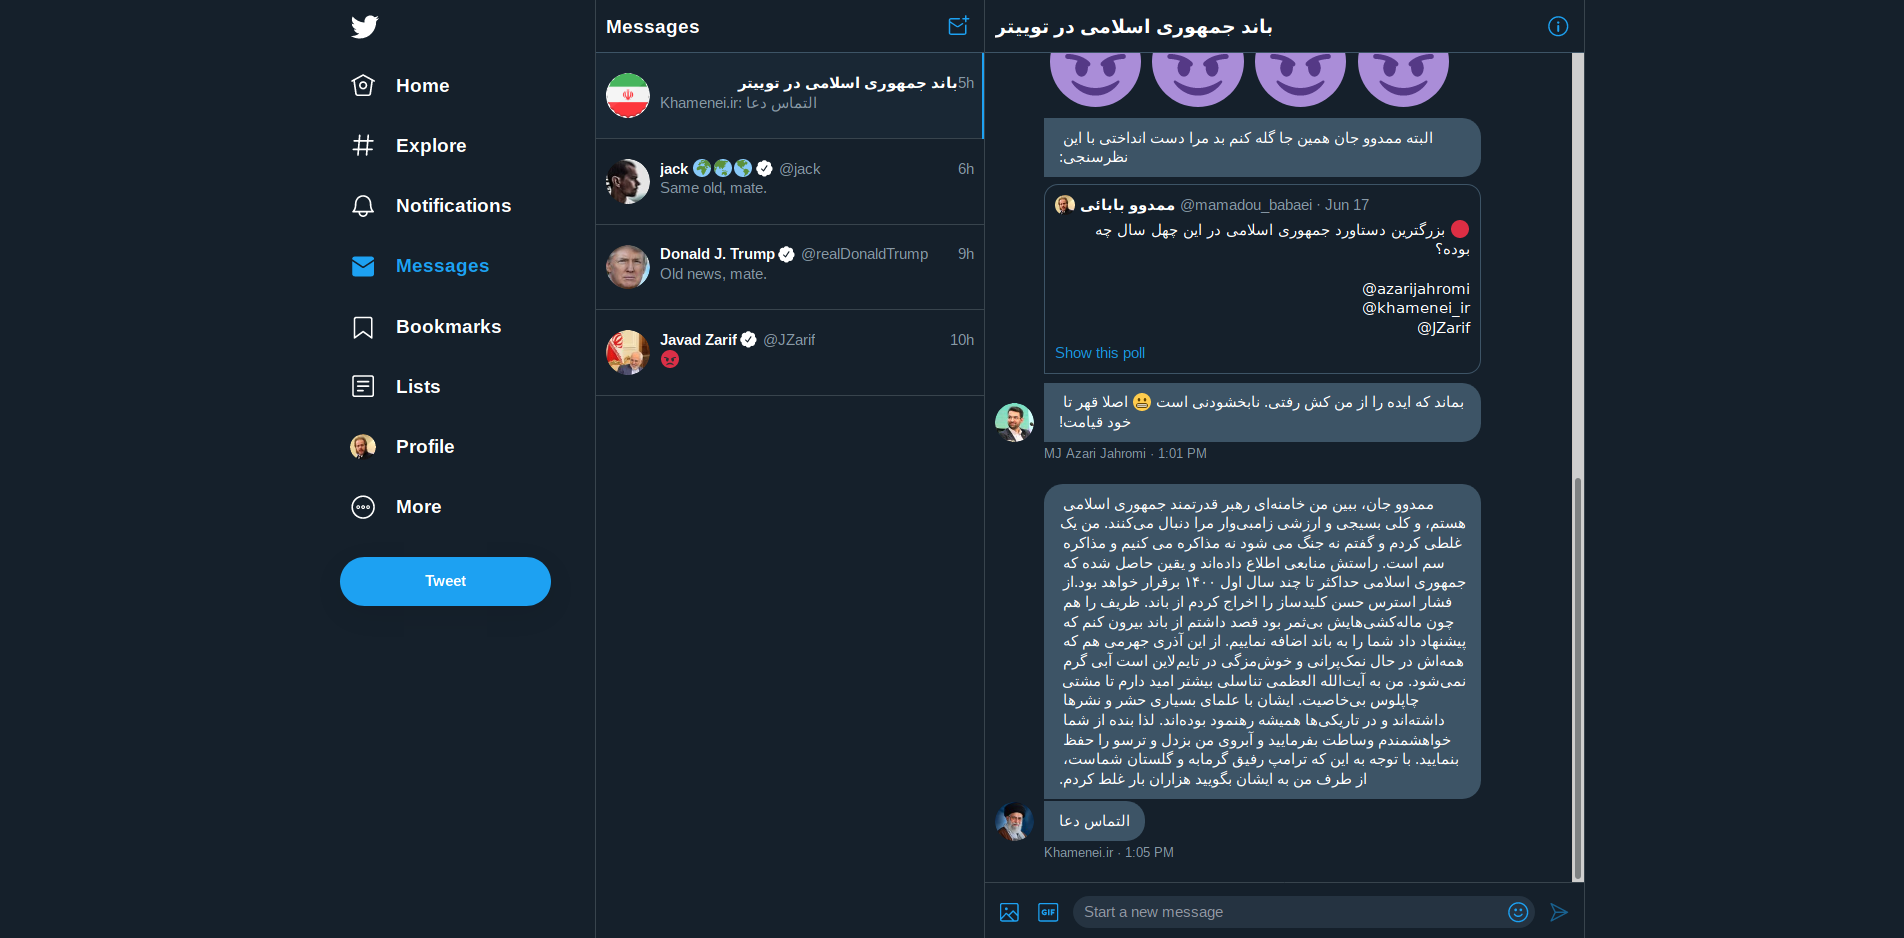 Home
Explore
Notifications
Messages
Bookmarks
Lists
Profile
More
Tweet
Messages
باند جمهوری اسلامی در توییتر 5h
Khamenei.ir: التماس دعا
jack @jack 6h
Same old, mate.
Donald J. Trump @realDonaldTrump 9h
Old news, mate.
Javad Zarif @JZarif 10h
باند جمهوری اسلامی در توییتر
البته ممدوو جان همین جا گله کنم بد مرا دست انداختی با این
نظرسنجی:
ممدوو بابائی @mamadou_babaei · Jun 17
🔴 بزرگترین دستاورد جمهوری اسلامی در این چهل سال چه
بوده؟
@azarijahromi
@khamenei_ir
@JZarif
Show this poll
بماند که ایده را از من کش رفتی. نابخشودنی است 😬 اصلا قهر تا
خود قیامت!
MJ Azari Jahromi · 1:01 PM
ممدوو جان، ببین من خامنه‌ای رهبر قدرتمند جمهوری اسلامی
هستم، و کلی بسیجی و ارزشی زامبی‌وار مرا دنبال می‌کنند. من یک
غلطی کردم و گفتم نه جنگ می شود نه مذاکره می کنیم و مذاکره
سم است. راستش منابعی اطلاع داده‌اند و یقین حاصل شده که
جمهوری اسلامی حداکثر تا چند سال اول ۱۴۰۰ برقرار خواهد بود.از
فشار استرس حسن کلیدساز را اخراج کردم از باند. ظریف را هم
چون ماله‌کشی‌هایش بی‌ثمر بود قصد داشتم از باند بیرون کنم که
پیشنهاد داد شما را به باند اضافه نماییم. از این آذری جهرمی هم که
همه‌اش در حال نمک‌پرانی و خوش‌مزگی در تایم‌لاین است آبی گرم
نمی‌شود. من به آیت‌الله العظمی تناسلی بیشتر امید دارم تا مشتی
چاپلوس بی‌خاصیت. ایشان با علمای بسیاری حشر و نشرها
داشته‌اند و در تاریکی‌ها همیشه رهنمود بوده‌اند. لذا بنده از شما
خواهشمندم وساطت بفرمایید و آبروی من بزدل و ترسو را حفظ
بنمایید. با توجه به این که ترامپ رفیق گرمابه و گلستان شماست،
از طرف من به ایشان بگویید هزاران بار غلط کردم.
التماس دعا
Khamenei.ir · 1:05 PM
GIF
Start a new message